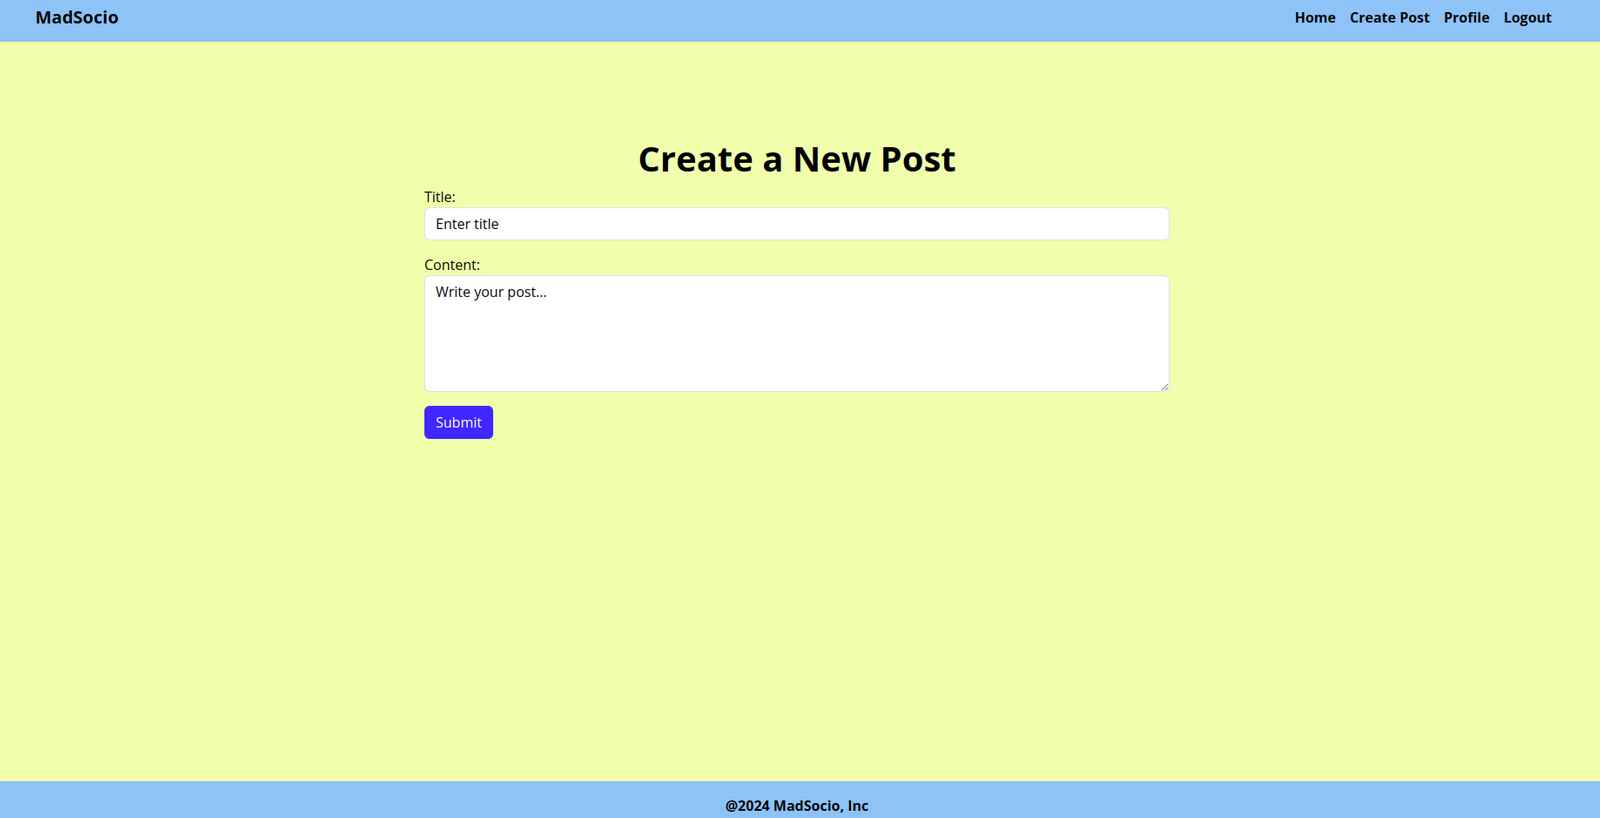 MadSocio
Home Create Post Profile Logout
Create a New Post
Title:
Enter title
Content:
Write your post...
Submit
@2024 MadSocio, Inc